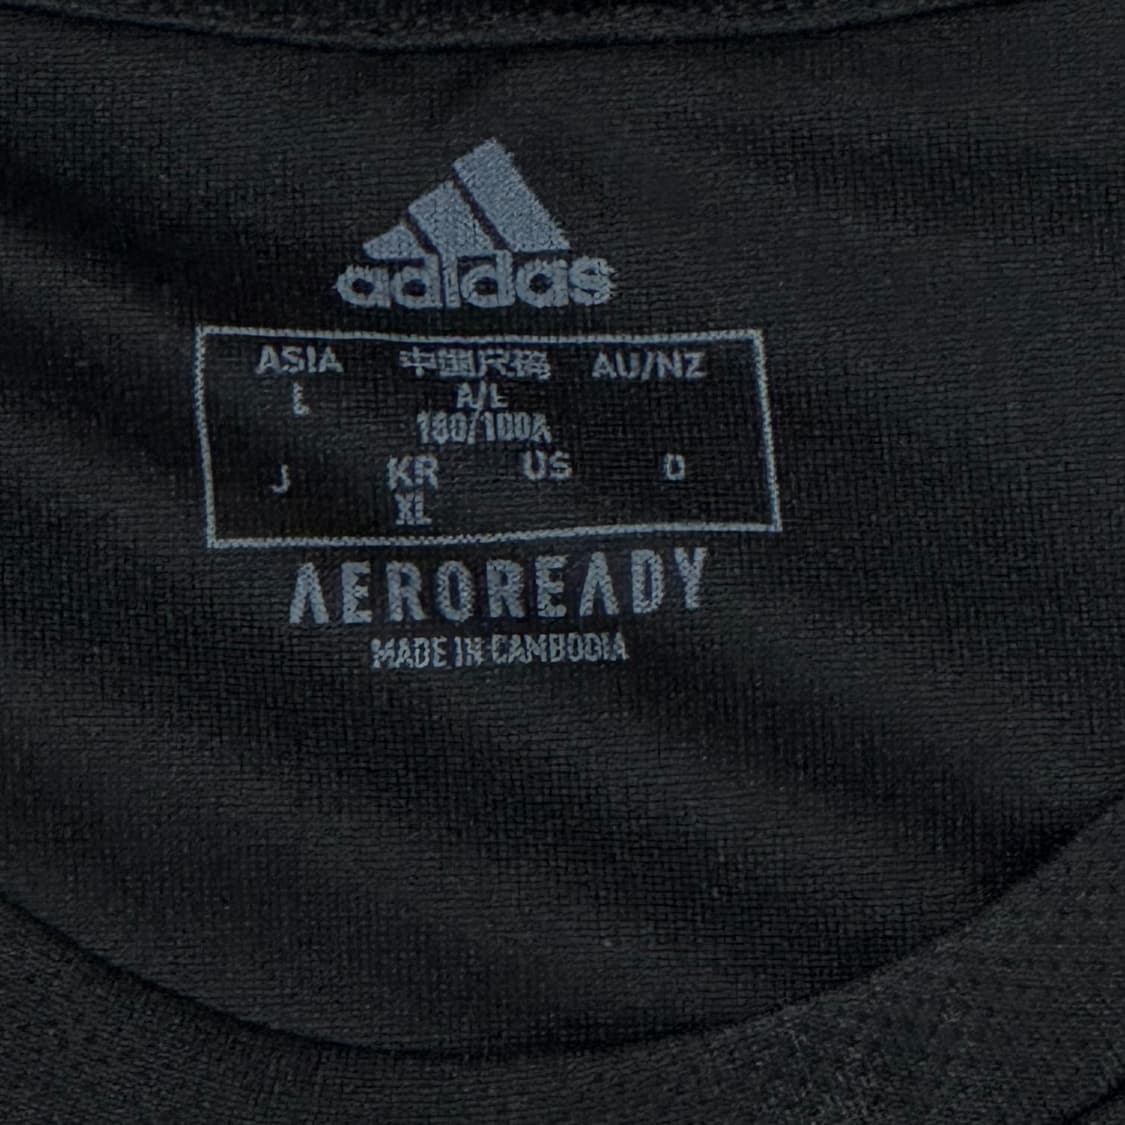 adidas
ASIA 中国尺码 AU/NZ
L A/L
180/100A
J KR US D
XL
AEROREADY
MADE IN CAMBODIA